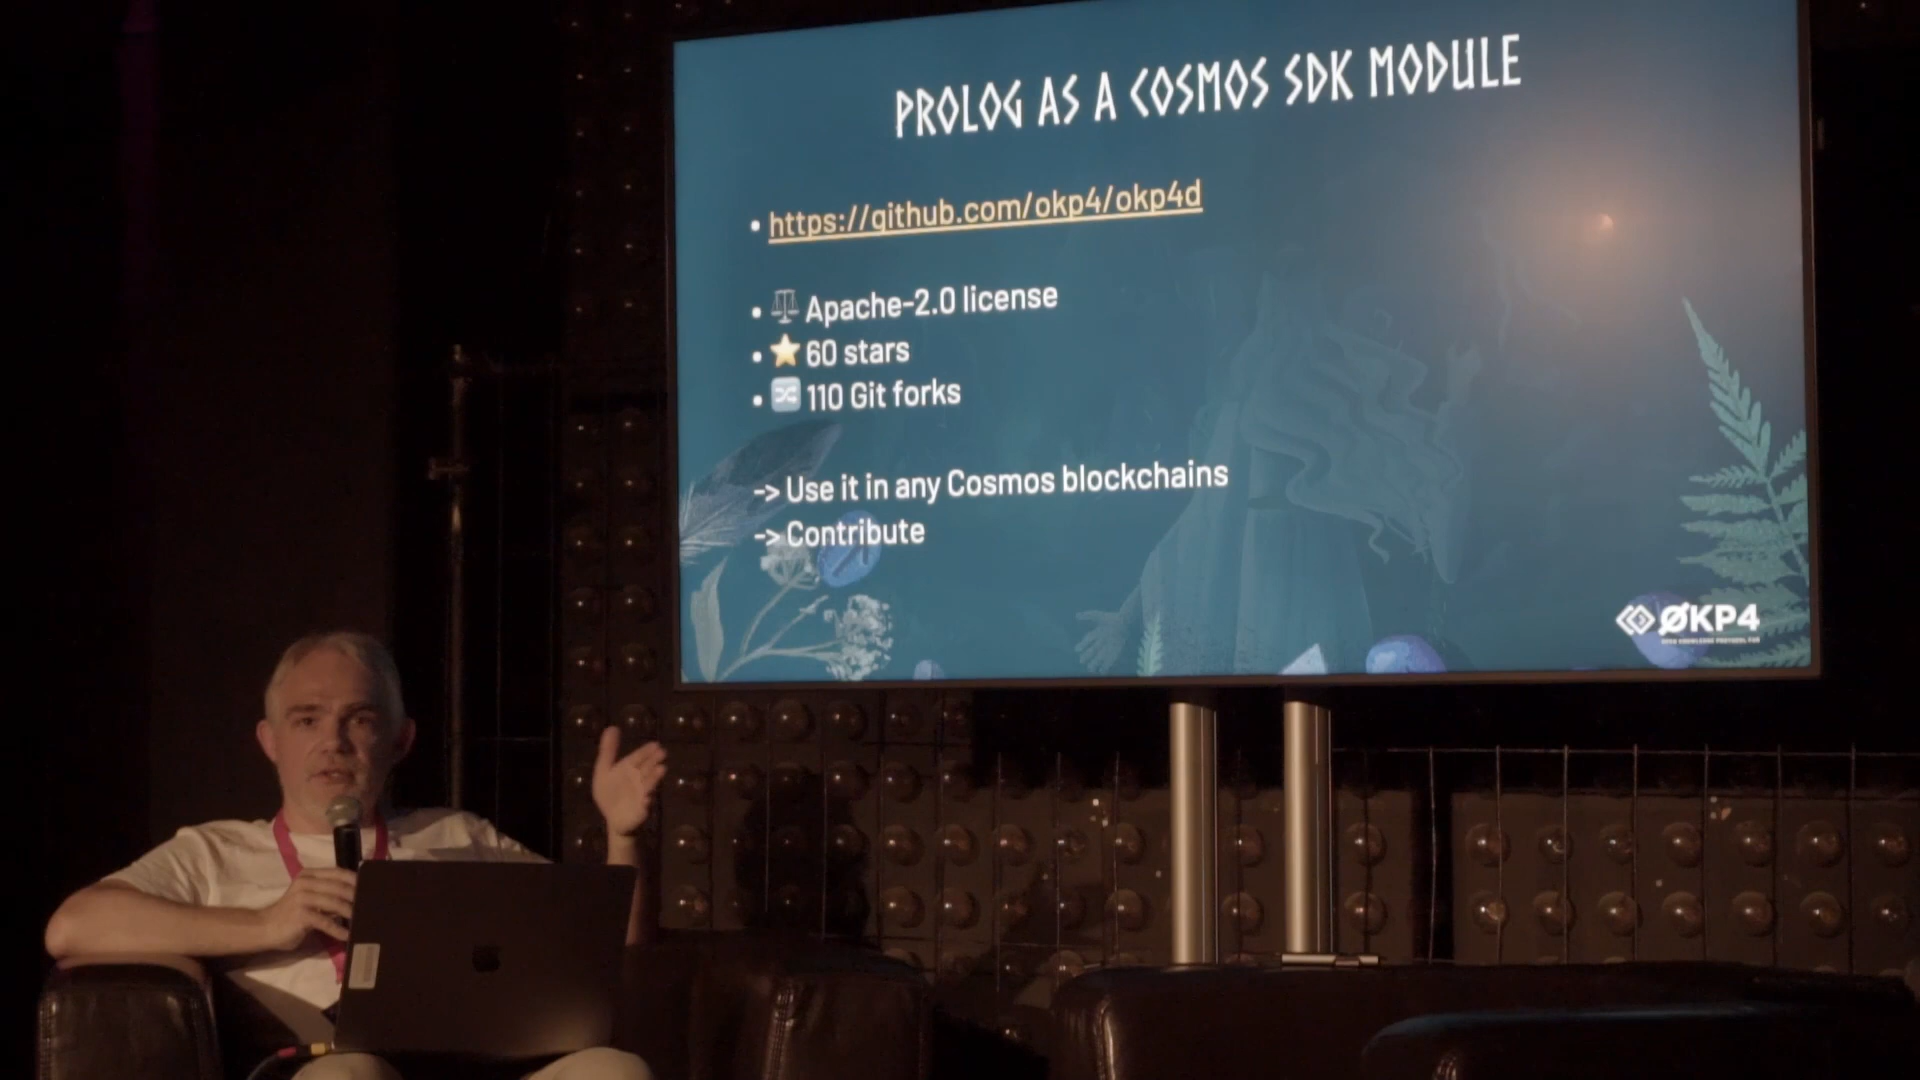 PROLOG AS A COSMOS SDK MODULE
• https://github.com/okp4/okp4d
• ⚖ Apache-2.0 license
• ⭐ 60 stars
• 🔀 110 Git forks
-> Use it in any Cosmos blockchains
-> Contribute
ØKP4